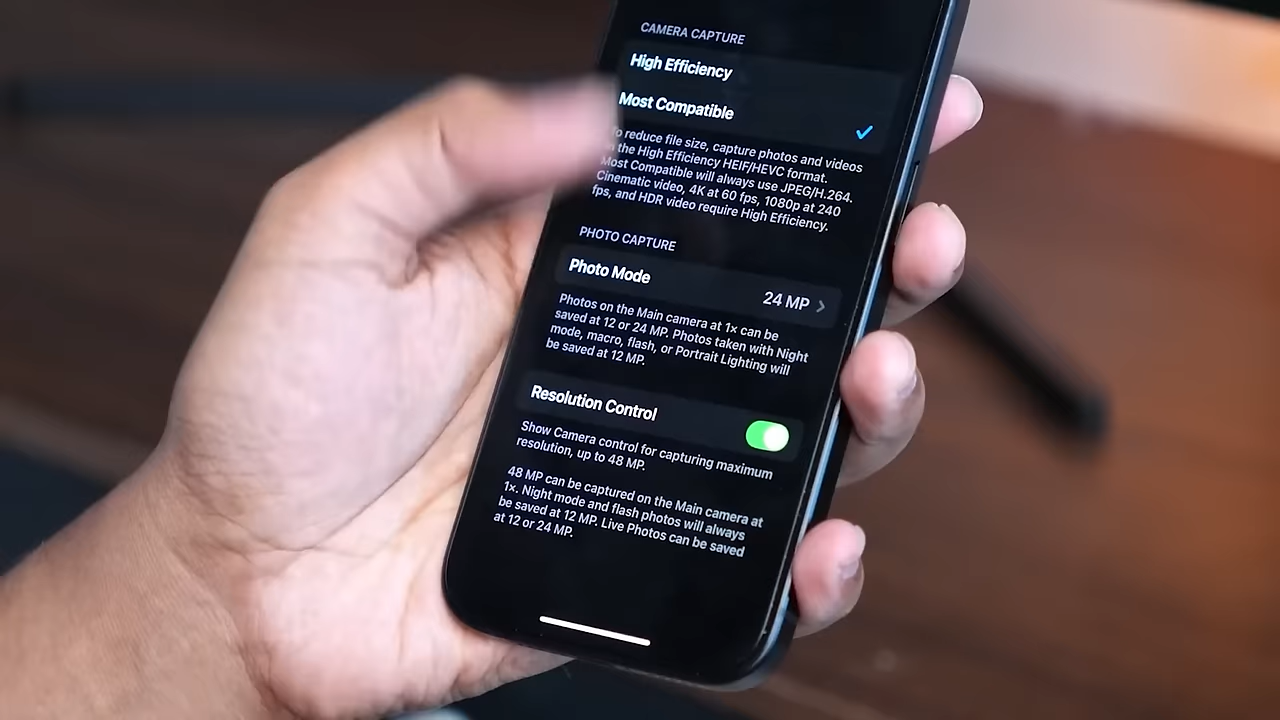 CAMERA CAPTURE
High Efficiency
Most Compatible
reduce file size, capture photos and videos
the High Efficiency HEIF/HEVC format.
Most Compatible will always use JPEG/H.264.
Cinematic video, 4K at 60 fps, 1080p at 240
fps, and HDR video require High Efficiency.
PHOTO CAPTURE
Photo Mode
24 MP
Photos on the Main camera at 1x can be
saved at 12 or 24 MP. Photos taken with Night
mode, macro, flash, or Portrait Lighting will
be saved at 12 MP.
Resolution Control
Show Camera control for capturing maximum
resolution, up to 48 MP.
48 MP can be captured on the Main camera at
1x. Night mode and flash photos will always
be saved at 12 MP. Live Photos can be saved
at 12 or 24 MP.